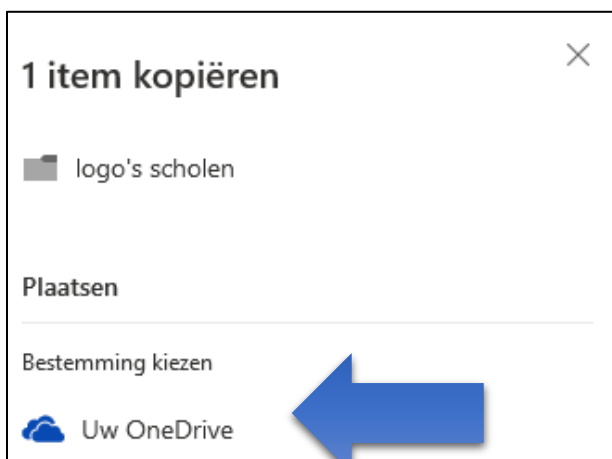 1 item kopiëren
logo's scholen
Plaatsen
Bestemming kiezen
Uw OneDrive